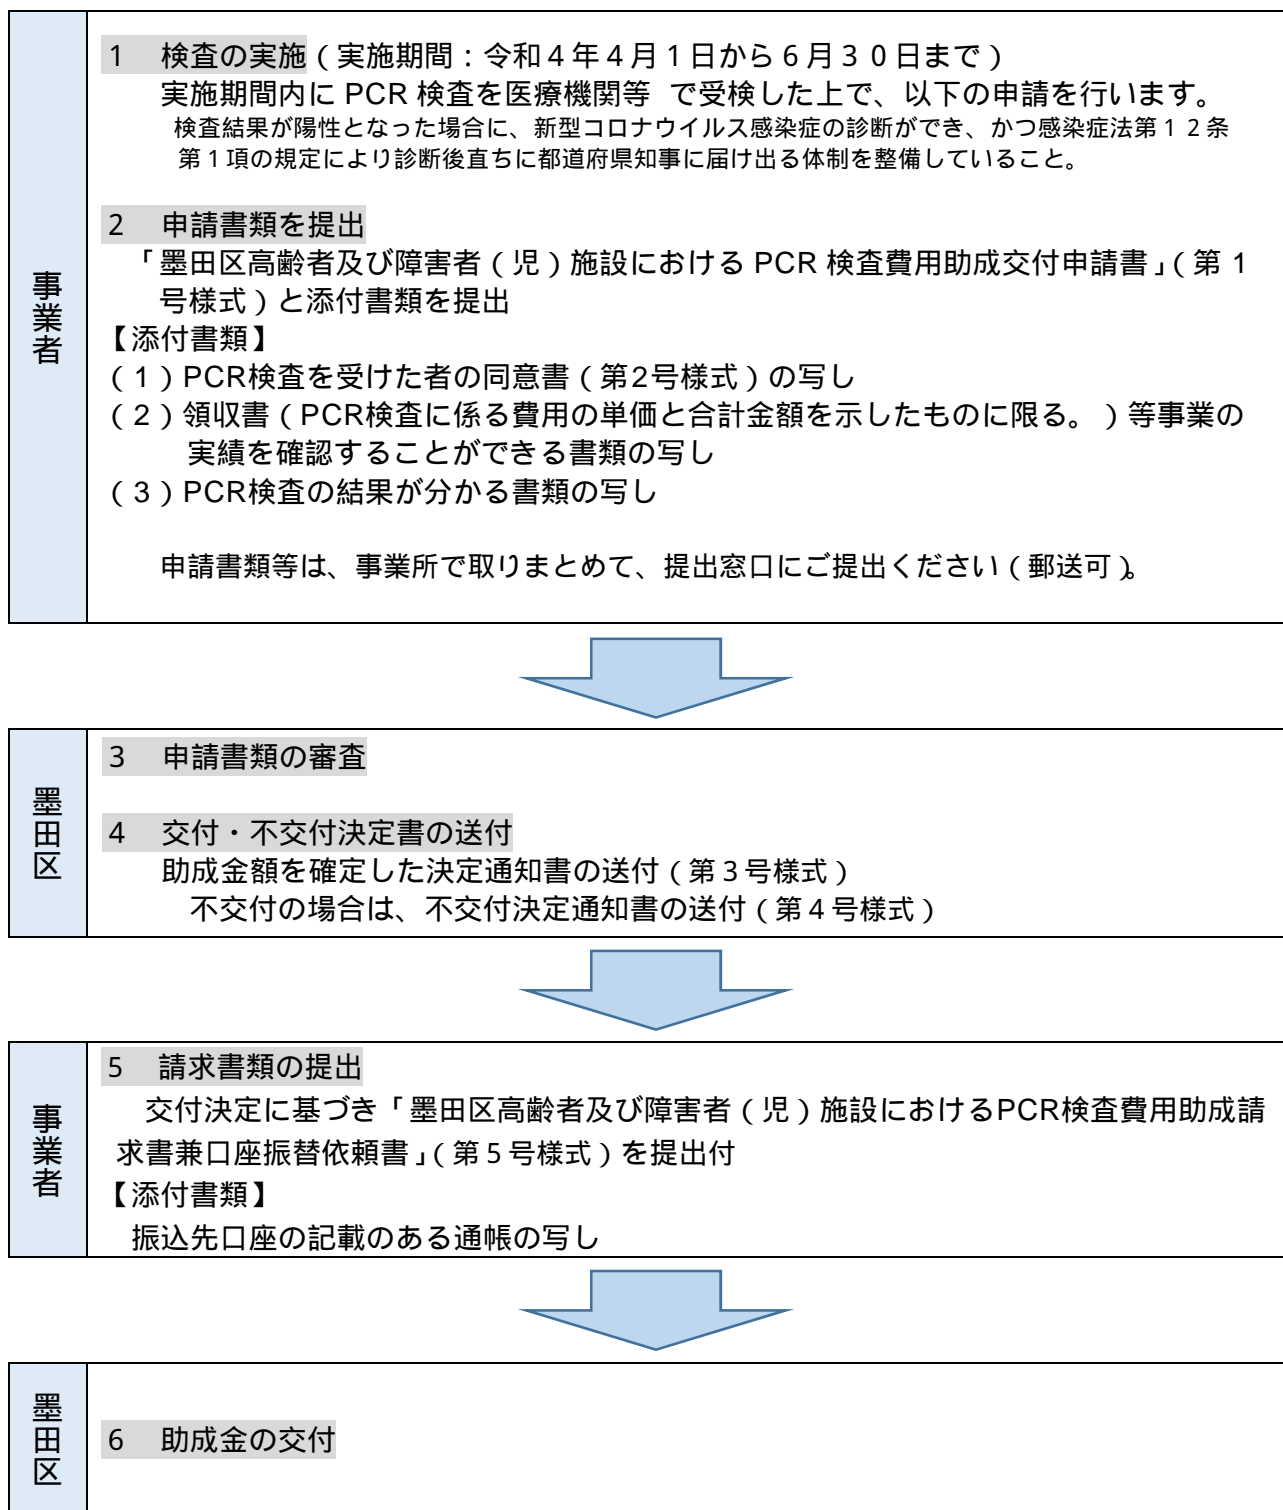 事業者
1　検査の実施（実施期間：令和４年４月１日から６月３０日まで）
実施期間内に PCR 検査を医療機関等 で受検した上で、以下の申請を行います。
検査結果が陽性となった場合に、新型コロナウイルス感染症の診断ができ、かつ感染症法第１２条
第１項の規定により診断後直ちに都道府県知事に届け出る体制を整備していること。
2　申請書類を提出
「墨田区高齢者及び障害者（児）施設における PCR 検査費用助成交付申請書」（第１
号様式）と添付書類を提出
【添付書類】
（１）PCR検査を受けた者の同意書（第2号様式）の写し
（２）領収書（PCR検査に係る費用の単価と合計金額を示したものに限る。）等事業の
実績を確認することができる書類の写し
（３）PCR検査の結果が分かる書類の写し
申請書類等は、事業所で取りまとめて、提出窓口にご提出ください（郵送可）。
墨田区
3　申請書類の審査
4　交付・不交付決定書の送付
助成金額を確定した決定通知書の送付（第３号様式）
不交付の場合は、不交付決定通知書の送付（第４号様式）
事業者
5　請求書類の提出
交付決定に基づき「墨田区高齢者及び障害者（児）施設におけるPCR検査費用助成請
求書兼口座振替依頼書」（第５号様式）を提出付
【添付書類】
振込先口座の記載のある通帳の写し
墨田区
6　助成金の交付